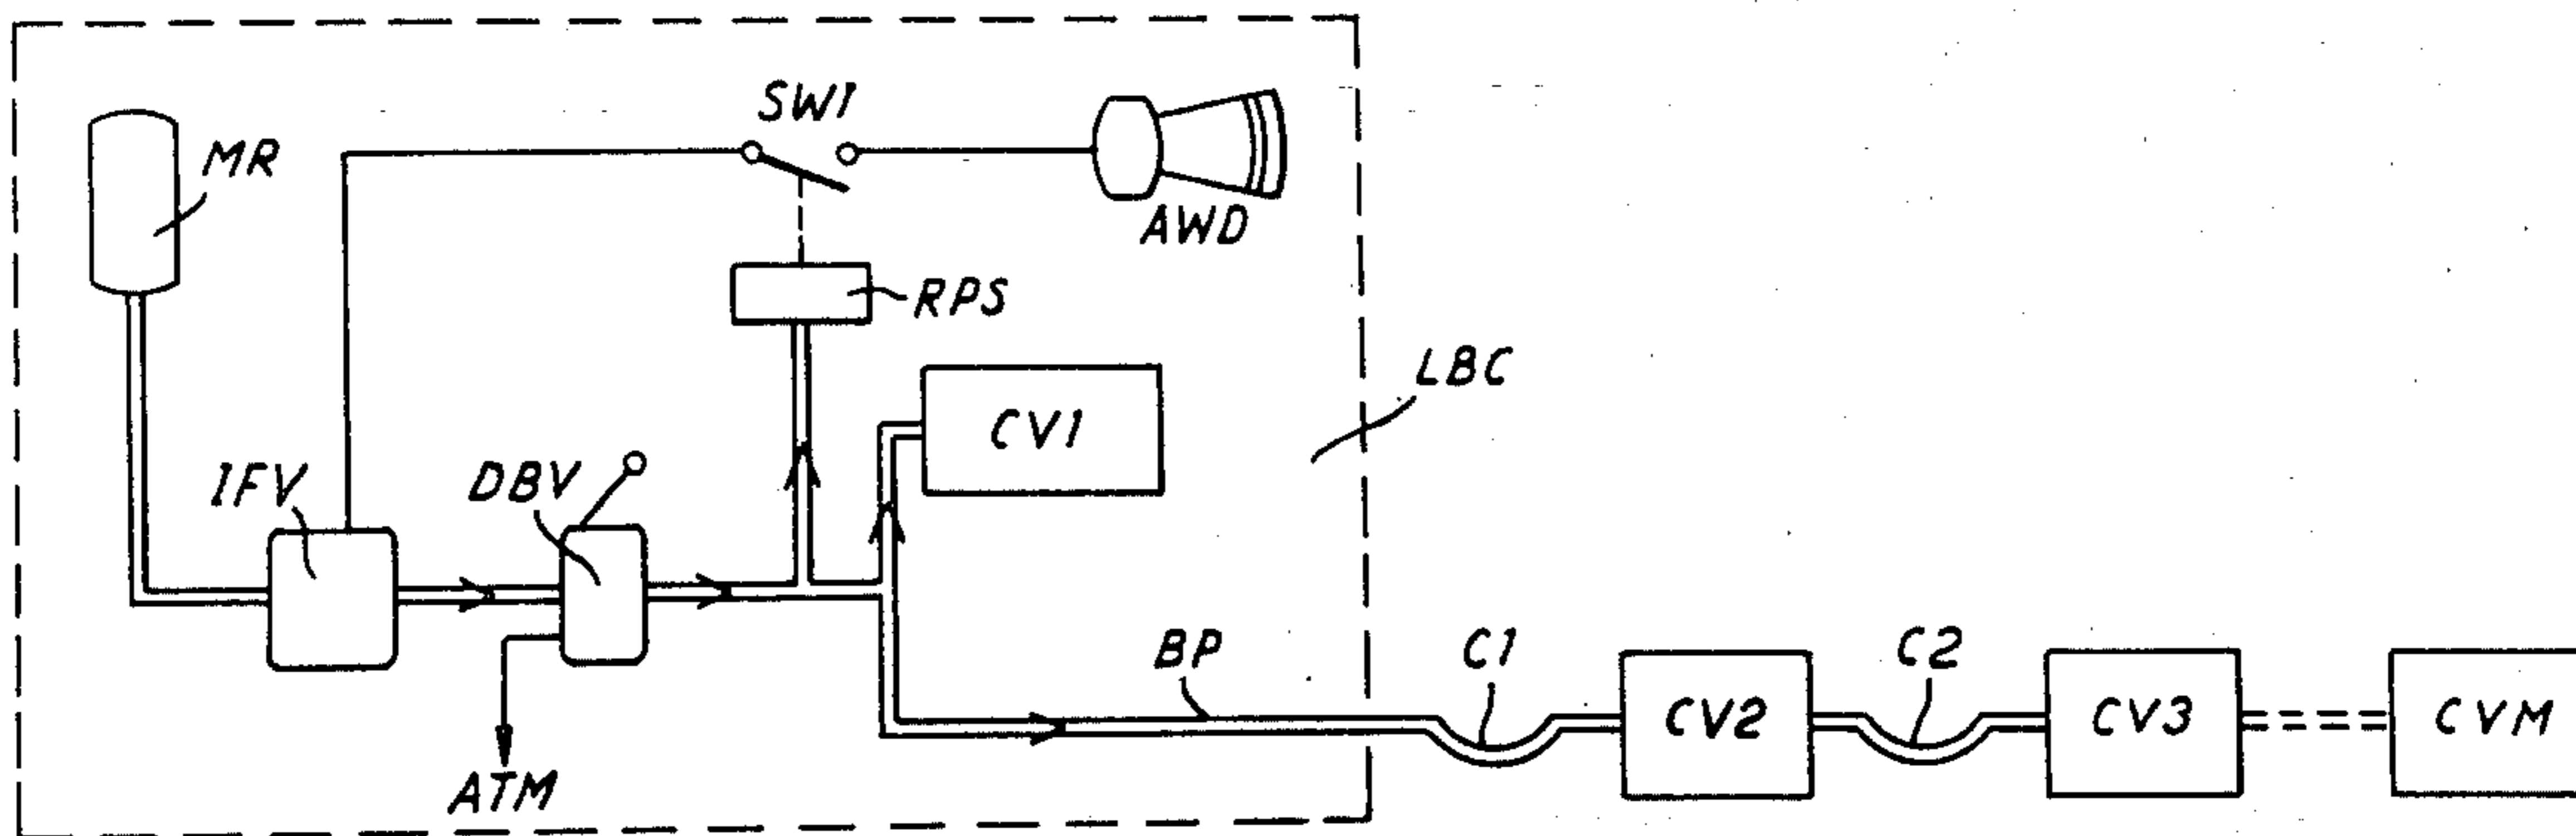 SW1
MR
AWD
RPS
LBC
CV1
IFV
DBV
BP
C1
C2
CV2
CV3
CVM
ATM